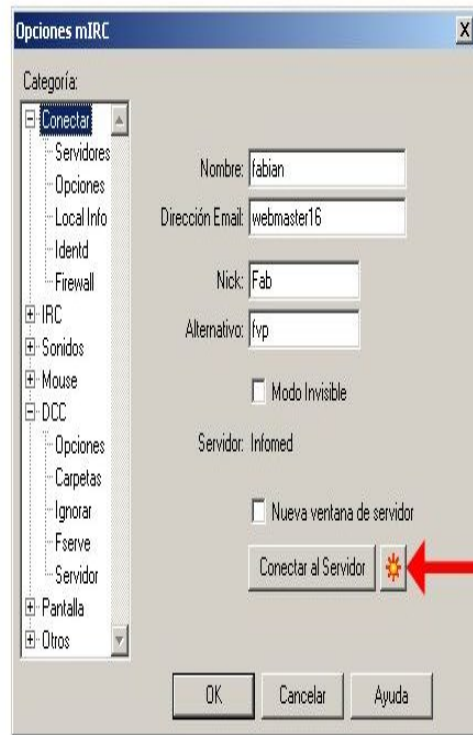 Opciones mIRC
Categoría:
Conectar
Servidores
Opciones
Local Info
Identd
Firewall
IRC
Sonidos
Mouse
DCC
Opciones
Carpetas
Ignorar
Fserve
Servidor
Pantalla
Otros
Nombre: fabian
Dirección Email: webmaster16
Nick: Fab
Alternativo: fvp
Modo Invisible
Servidor: Infomed
Nueva ventana de servidor
Conectar al Servidor
OK Cancelar Ayuda